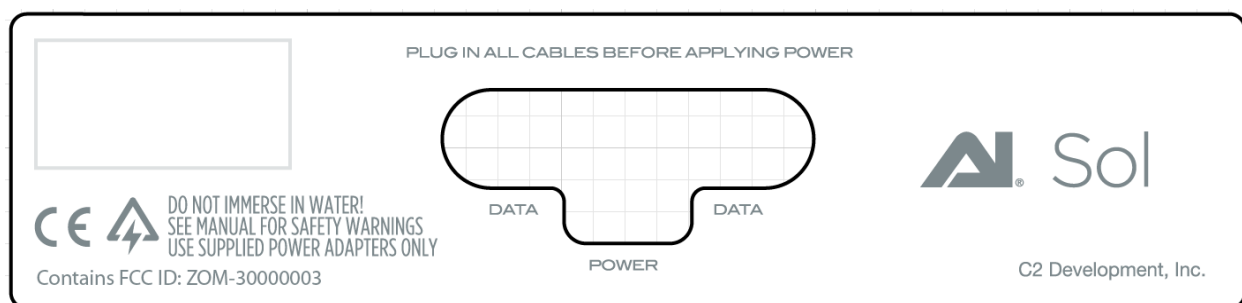 PLUG IN ALL CABLES BEFORE APPLYING POWER
AI® Sol
DATA
DATA
POWER
CE
DO NOT IMMERSE IN WATER!
SEE MANUAL FOR SAFETY WARNINGS
USE SUPPLIED POWER ADAPTERS ONLY
Contains FCC ID: ZOM-30000003
C2 Development, Inc.